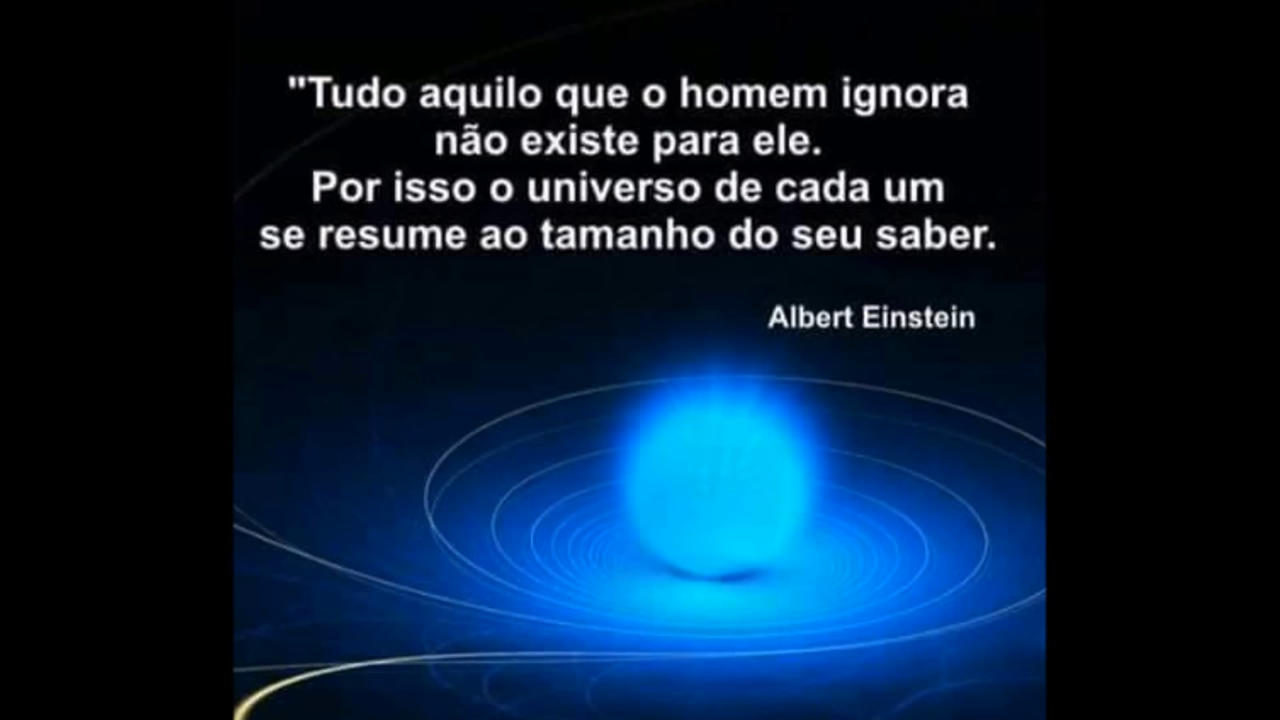 "Tudo aquilo que o homem ignora
não existe para ele.
Por isso o universo de cada um
se resume ao tamanho do seu saber.
Albert Einstein